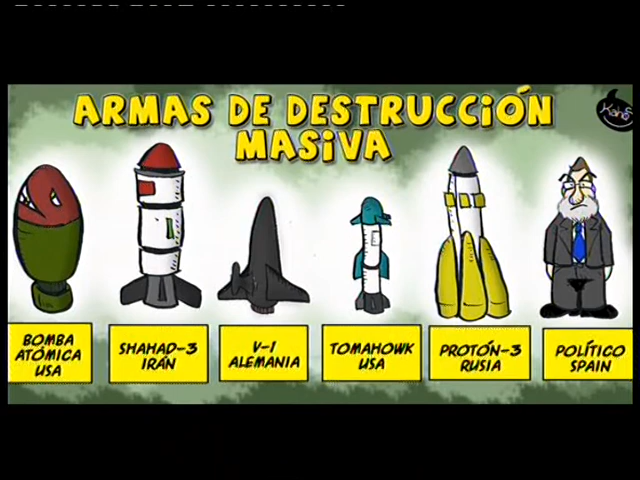 ARMAS DE DESTRUCCIÓN
MASIVA
Kahos
BOMBA
ATÓMICA
USA
SHAHAD-3
IRÁN
V-1
ALEMANIA
TOMAHOWK
USA
PROTÓN-3
RUSIA
POLÍTICO
SPAIN